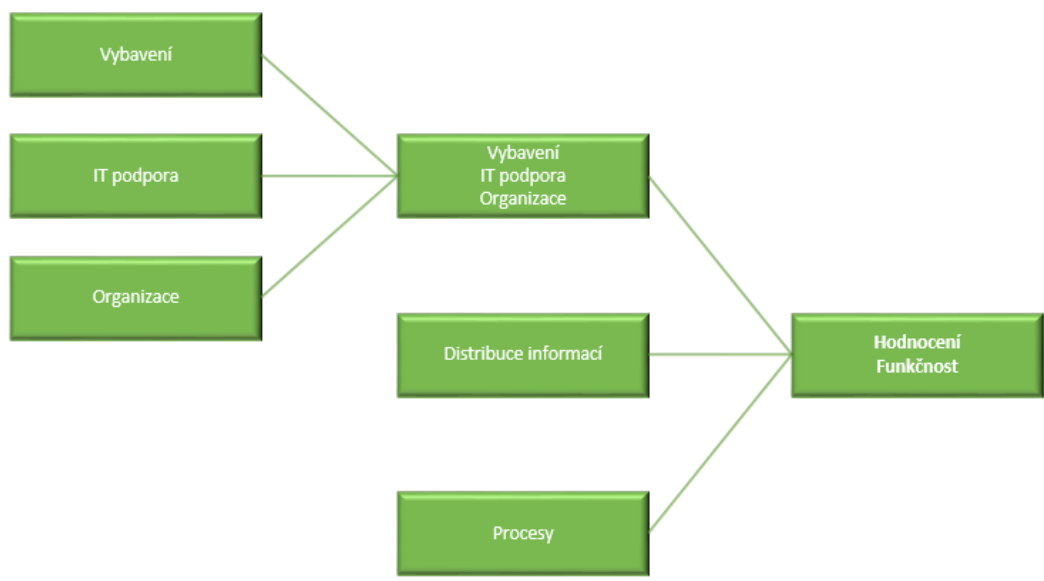 Vybavení
IT podpora
Organizace
Vybavení
IT podpora
Organizace
Distribuce informací
Procesy
Hodnocení
Funkčnost